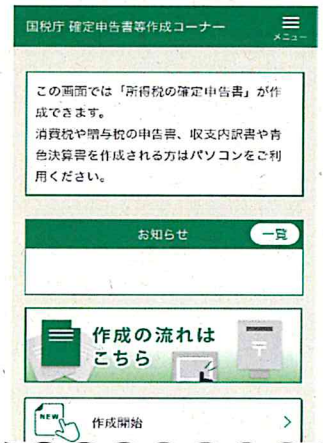 国税庁 確定申告書等作成コーナー
メニュー
この画面では「所得税の確定申告書」が作
成できます。
消費税や贈与税の申告書、収支内訳書や青
色決算書を作成される方はパソコンをご利
用ください。
お知らせ
一覧
作成の流れは
こちら
〒
NEW
作成開始